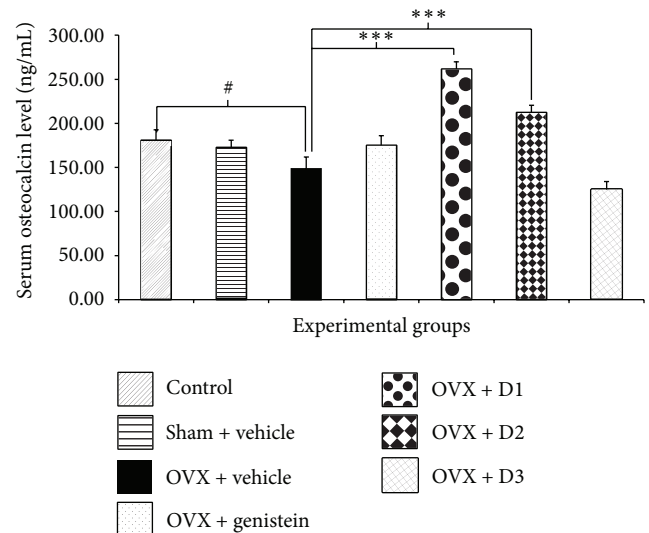 Serum osteocalcin level (ng/mL)
300.00
250.00
200.00
150.00
100.00
50.00
0.00
#
***
***
Experimental groups
Control
Sham + vehicle
OVX + vehicle
OVX + genistein
OVX + D1
OVX + D2
OVX + D3